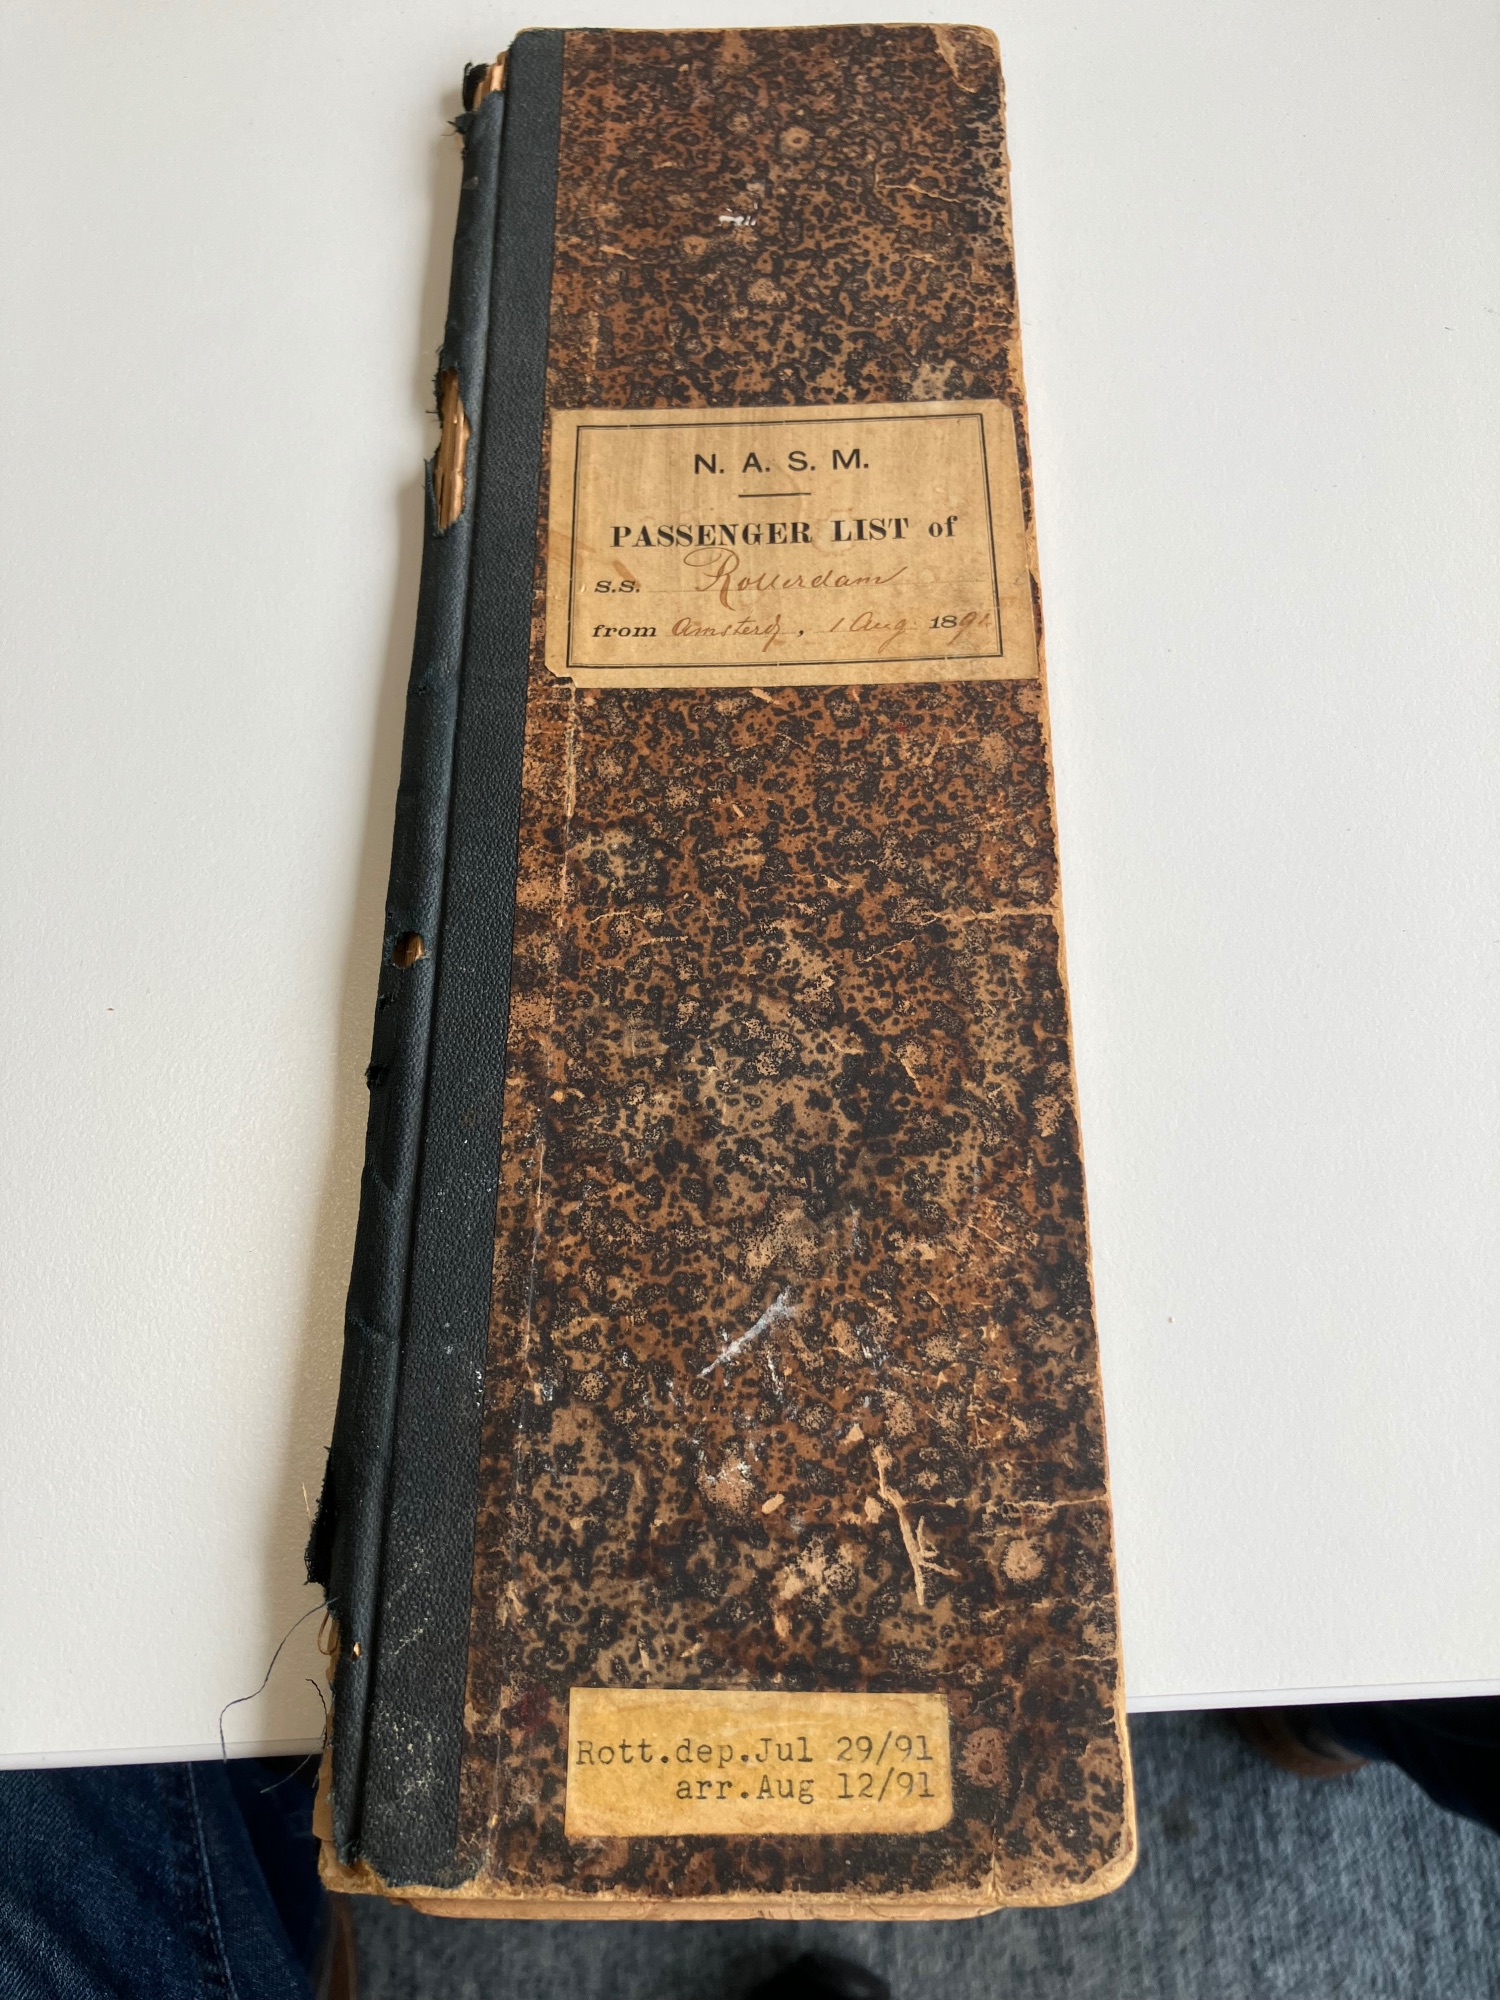 N. A. S. M.
PASSENGER LIST of
S.S. Rotterdam
from Amsterd, 1 Aug. 1891.
Rott.dep.Jul 29/91
arr.Aug 12/91